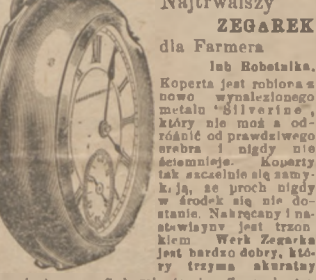 Najtrwalszy
ZEGAREK
dla Farmera
lub Robotnika.
Koperta jest robiona z
nowo wynalezionego
metalu "Silverine",
który nie moż a od-
różnić od prawdziwego
srebra i nigdy nie
ściemnieje. Koperty
tak szczelnie się zamy-
kają, że proch nigdy
w środek się nie do-
stanie. Nakręcany i na-
stawiany jest trzon
kiem Werk Zegarka
jest bardzo dobry, któ-
ry trzyma akuratny